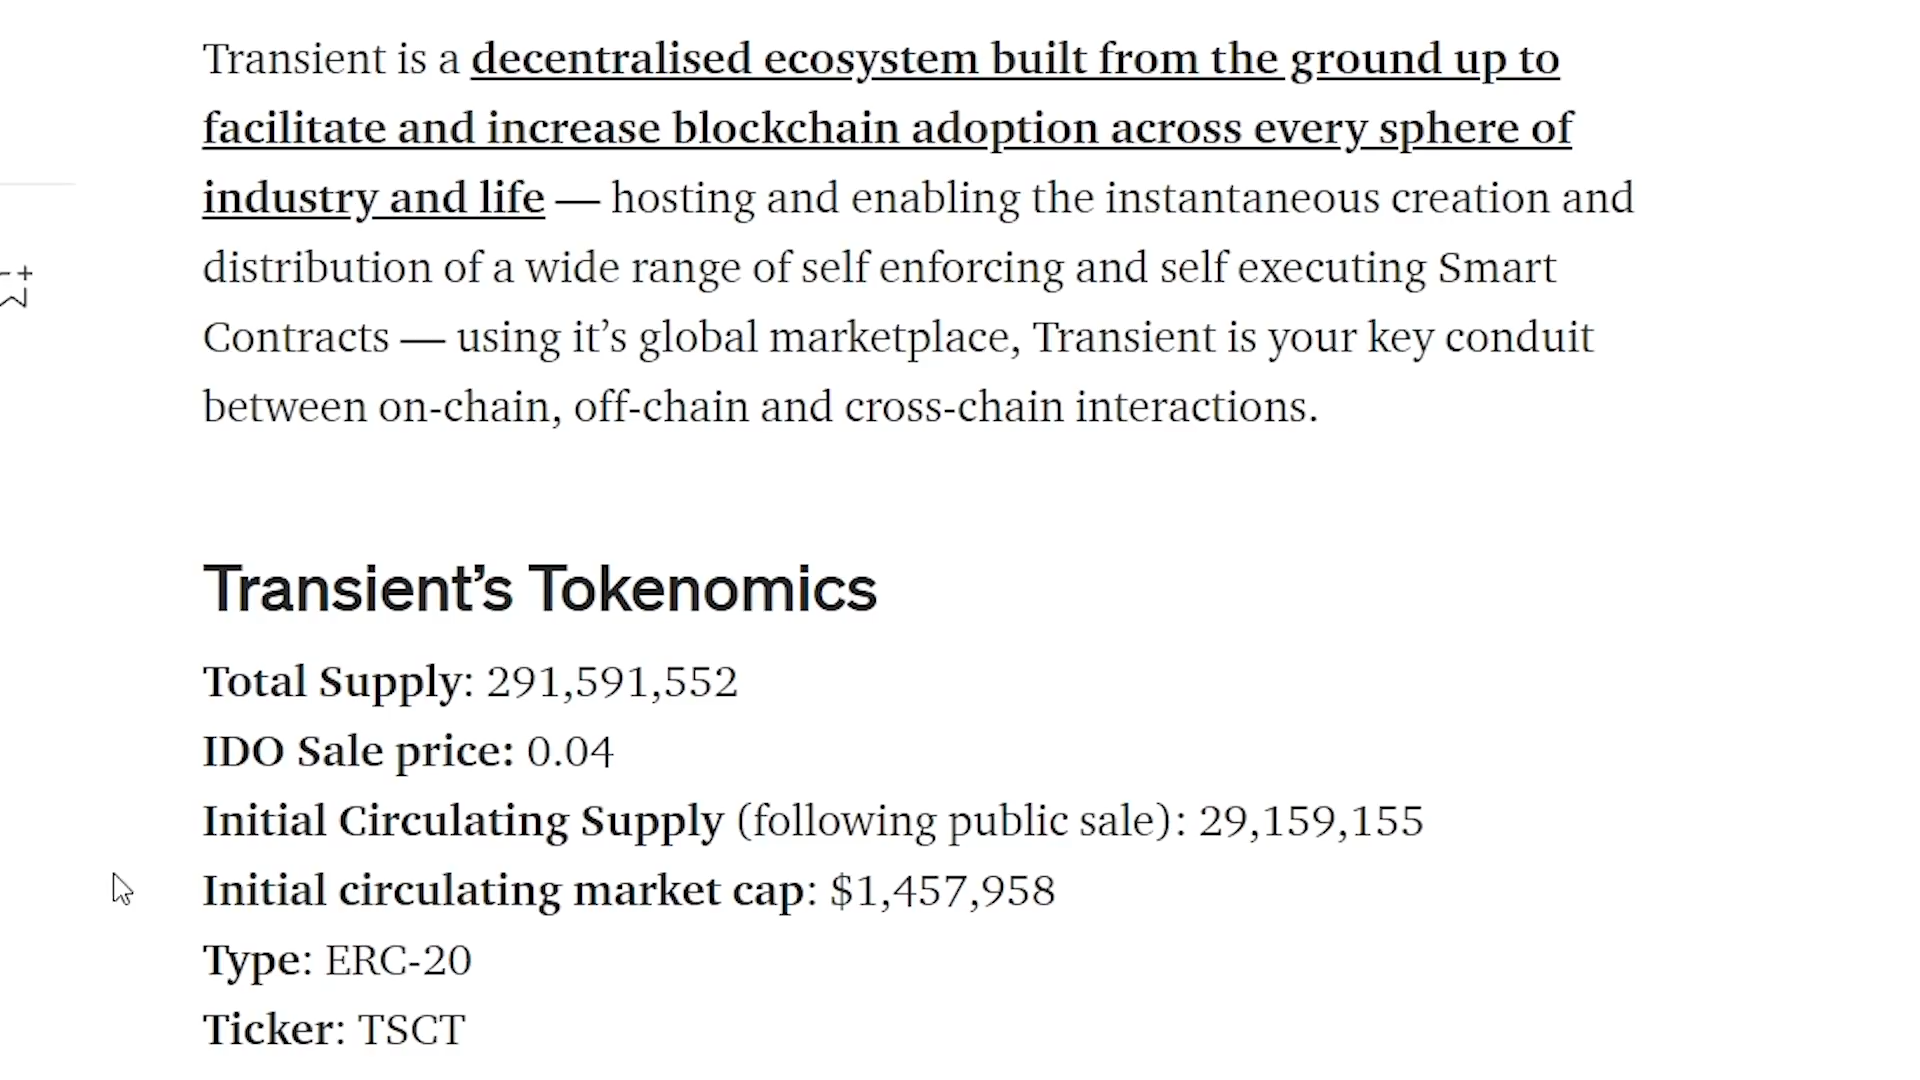 Transient is a decentralised ecosystem built from the ground up to
facilitate and increase blockchain adoption across every sphere of
industry and life — hosting and enabling the instantaneous creation and
distribution of a wide range of self enforcing and self executing Smart
Contracts — using it’s global marketplace, Transient is your key conduit
between on-chain, off-chain and cross-chain interactions.
Transient’s Tokenomics
Total Supply: 291,591,552
IDO Sale price: 0.04
Initial Circulating Supply (following public sale): 29,159,155
Initial circulating market cap: $1,457,958
Type: ERC-20
Ticker: TSCT